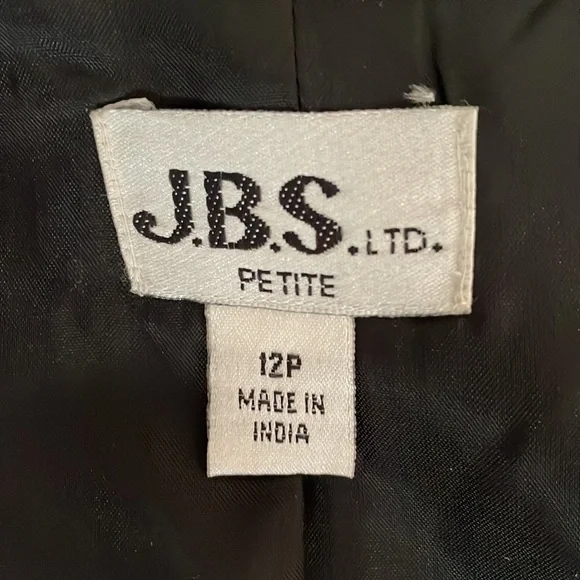 J.B.S. LTD.
PETITE
12P
MADE IN
INDIA